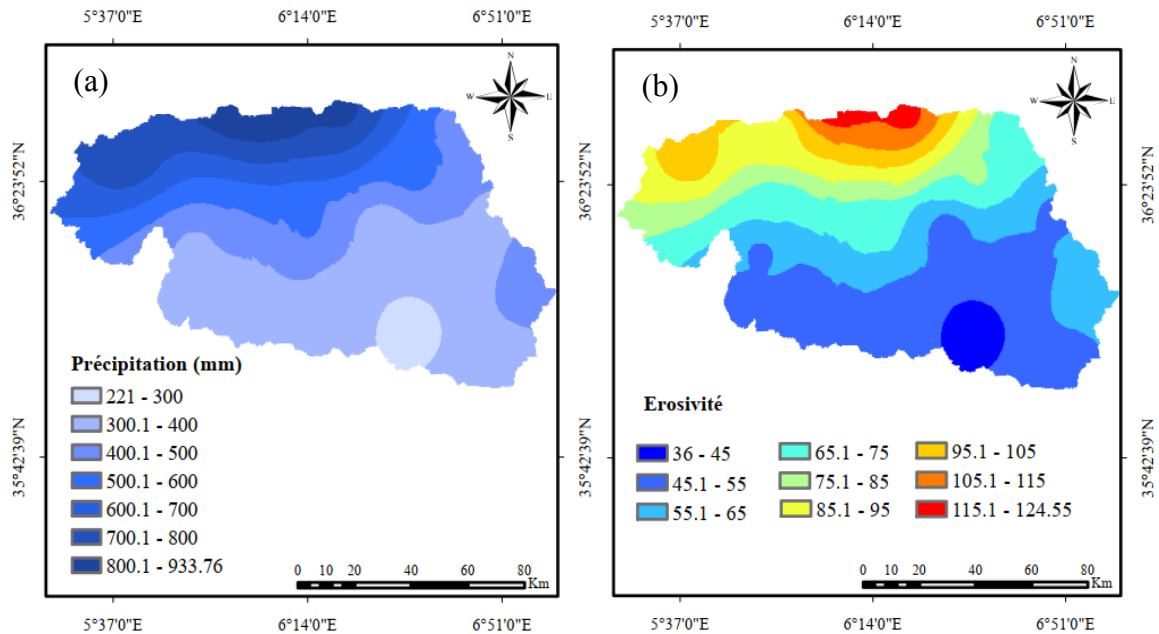 5°37'0"E 6°14'0"E 6°51'0"E
(a)
N
W E
S
36°23'52"N
35°42'39"N
Précipitation (mm)
221 - 300
300.1 - 400
400.1 - 500
500.1 - 600
600.1 - 700
700.1 - 800
800.1 - 933.76
0 10 20 40 60 80
Km
5°37'0"E 6°14'0"E 6°51'0"E
5°37'0"E 6°14'0"E 6°51'0"E
(b)
N
W E
S
36°23'52"N
36°23'52"N
35°42'39"N
35°42'39"N
Erosivité
36 - 45
45.1 - 55
55.1 - 65
65.1 - 75
75.1 - 85
85.1 - 95
95.1 - 105
105.1 - 115
115.1 - 124.55
0 10 20 40 60 80
Km
5°37'0"E 6°14'0"E 6°51'0"E